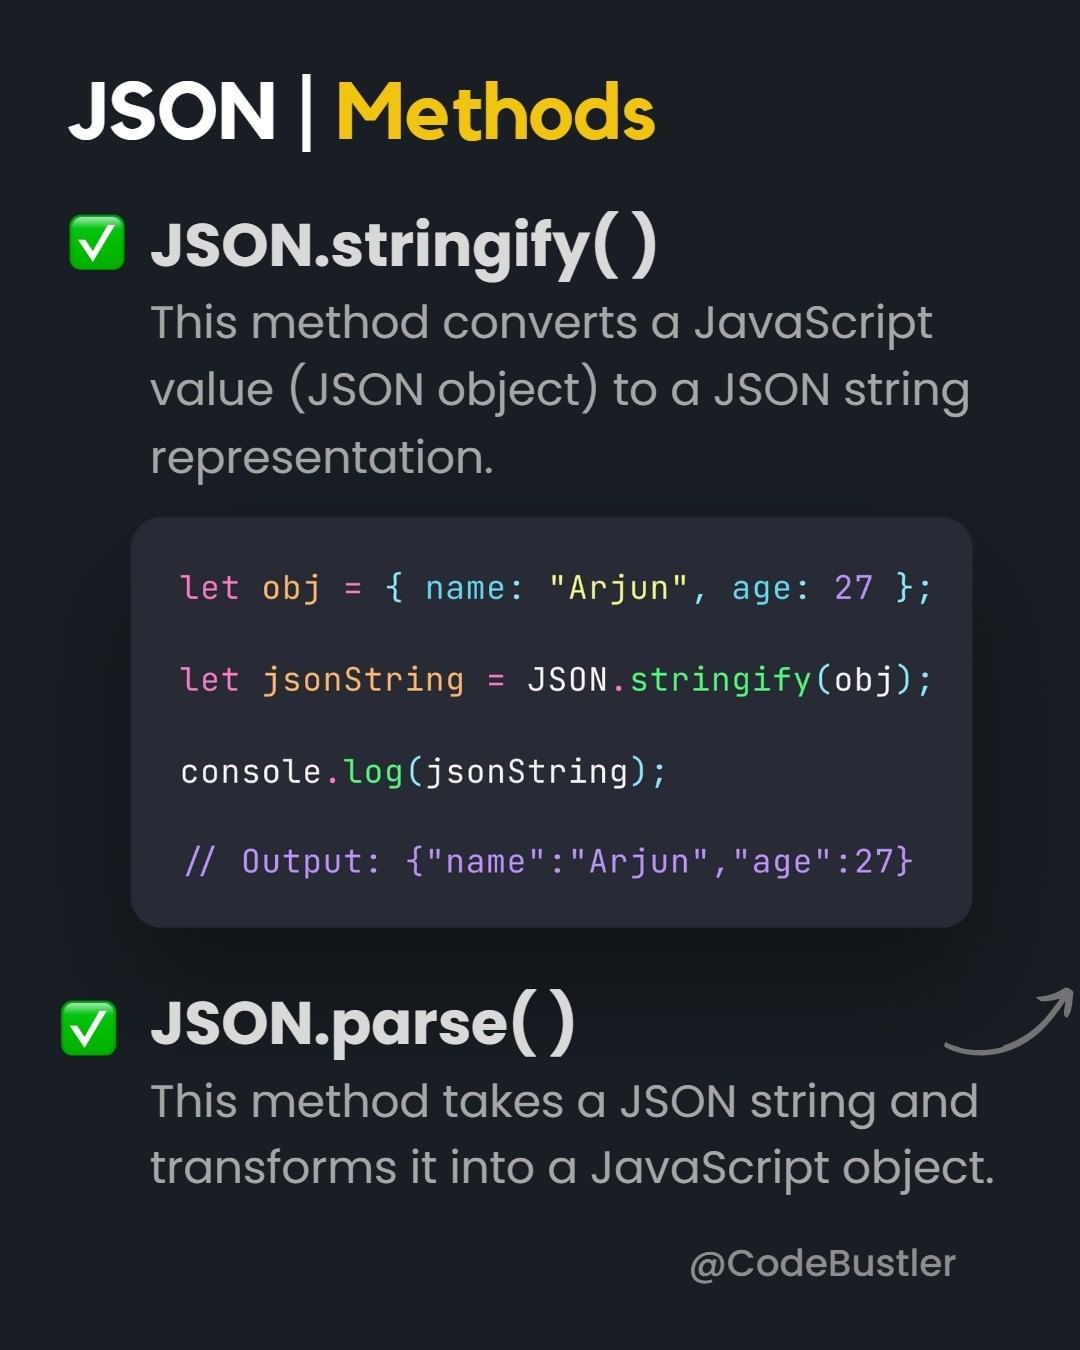 JSON | Methods
✅ JSON.stringify( )
This method converts a JavaScript
value (JSON object) to a JSON string
representation.
let obj = { name: "Arjun", age: 27 };
let jsonString = JSON.stringify(obj);
console.log(jsonString);
// Output: {"name":"Arjun","age":27}
✅ JSON.parse( )
This method takes a JSON string and
transforms it into a JavaScript object.
@CodeBustler